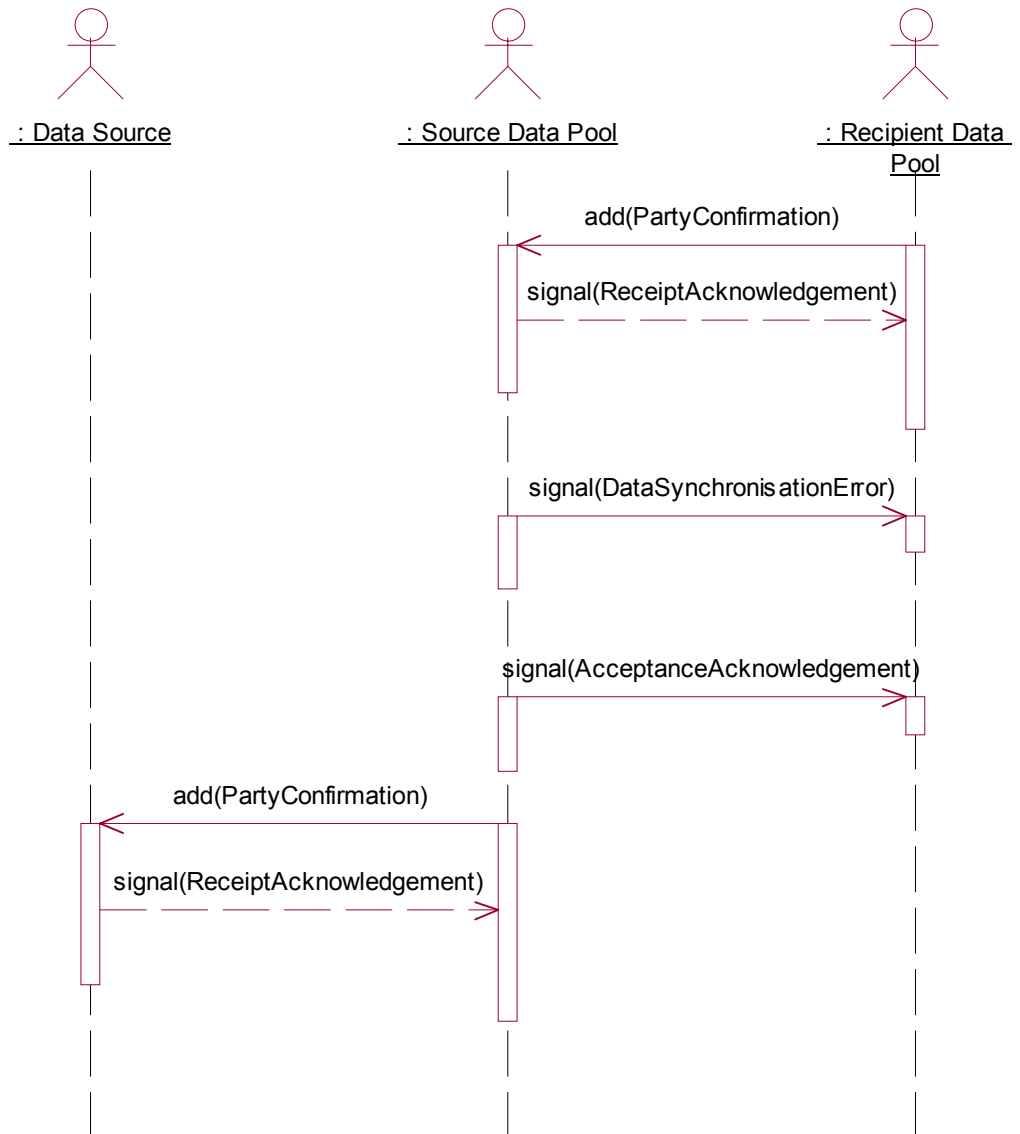 : Data Source
: Source Data Pool
: Recipient Data
Pool
add(PartyConfirmation)
signal(ReceiptAcknowledgement)
signal(DataSynchronisationError)
signal(AcceptanceAcknowledgement)
add(PartyConfirmation)
signal(ReceiptAcknowledgement)